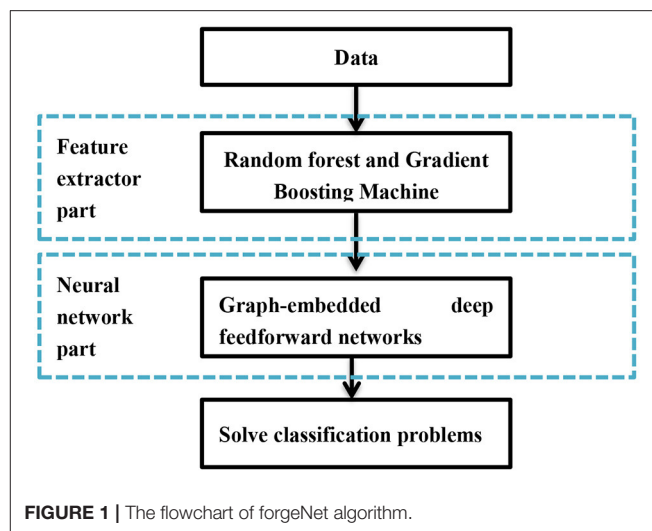 Data
Feature
extractor
part
Random forest and Gradient
Boosting Machine
Neural
network
part
Graph-embedded deep
feedforward networks
Solve classification problems
FIGURE 1 | The flowchart of forgeNet algorithm.